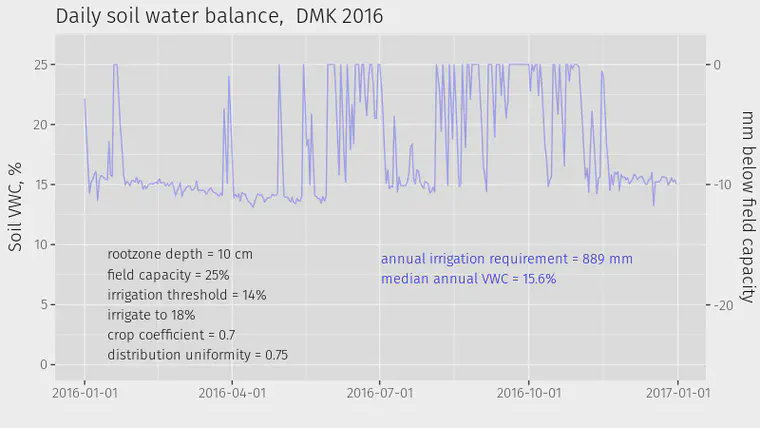 Daily soil water balance,  DMK 2016
Soil VWC, %
25
20
15
10
5
0
0
-10
-20
mm below field capacity
rootzone depth = 10 cm
field capacity = 25%
irrigation threshold = 14%
irrigate to 18%
crop coefficient = 0.7
distribution uniformity = 0.75
annual irrigation requirement = 889 mm
median annual VWC = 15.6%
2016-01-01 2016-04-01 2016-07-01 2016-10-01 2017-01-01